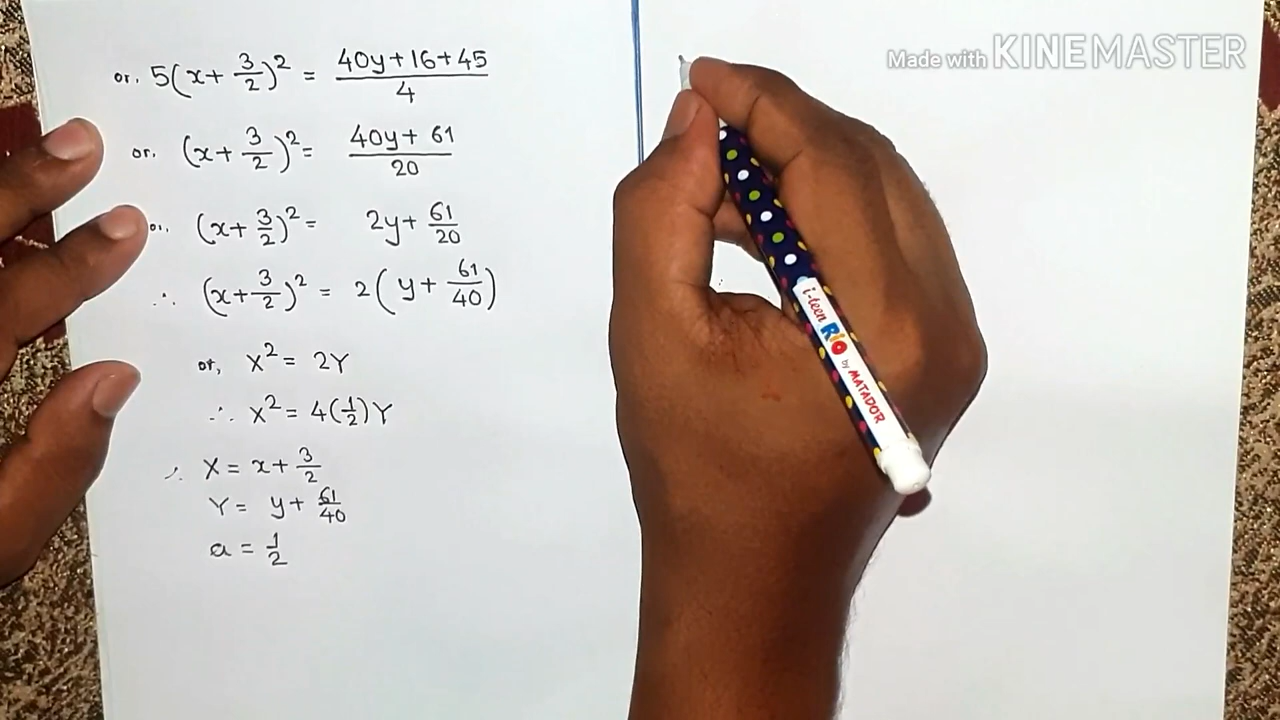 or, 5(x + 3/2)² = (40y + 16 + 45)/4
or, (x + 3/2)² = (40y + 61)/20
or, (x + 3/2)² = 2y + 61/20
∴ (x + 3/2)² = 2(y + 61/40)
or, X² = 2Y
∴ X² = 4(1/2)Y
∴ X = x + 3/2
Y = y + 61/40
a = 1/2
Made with KINEMASTER
i-teen RIO by MATADOR